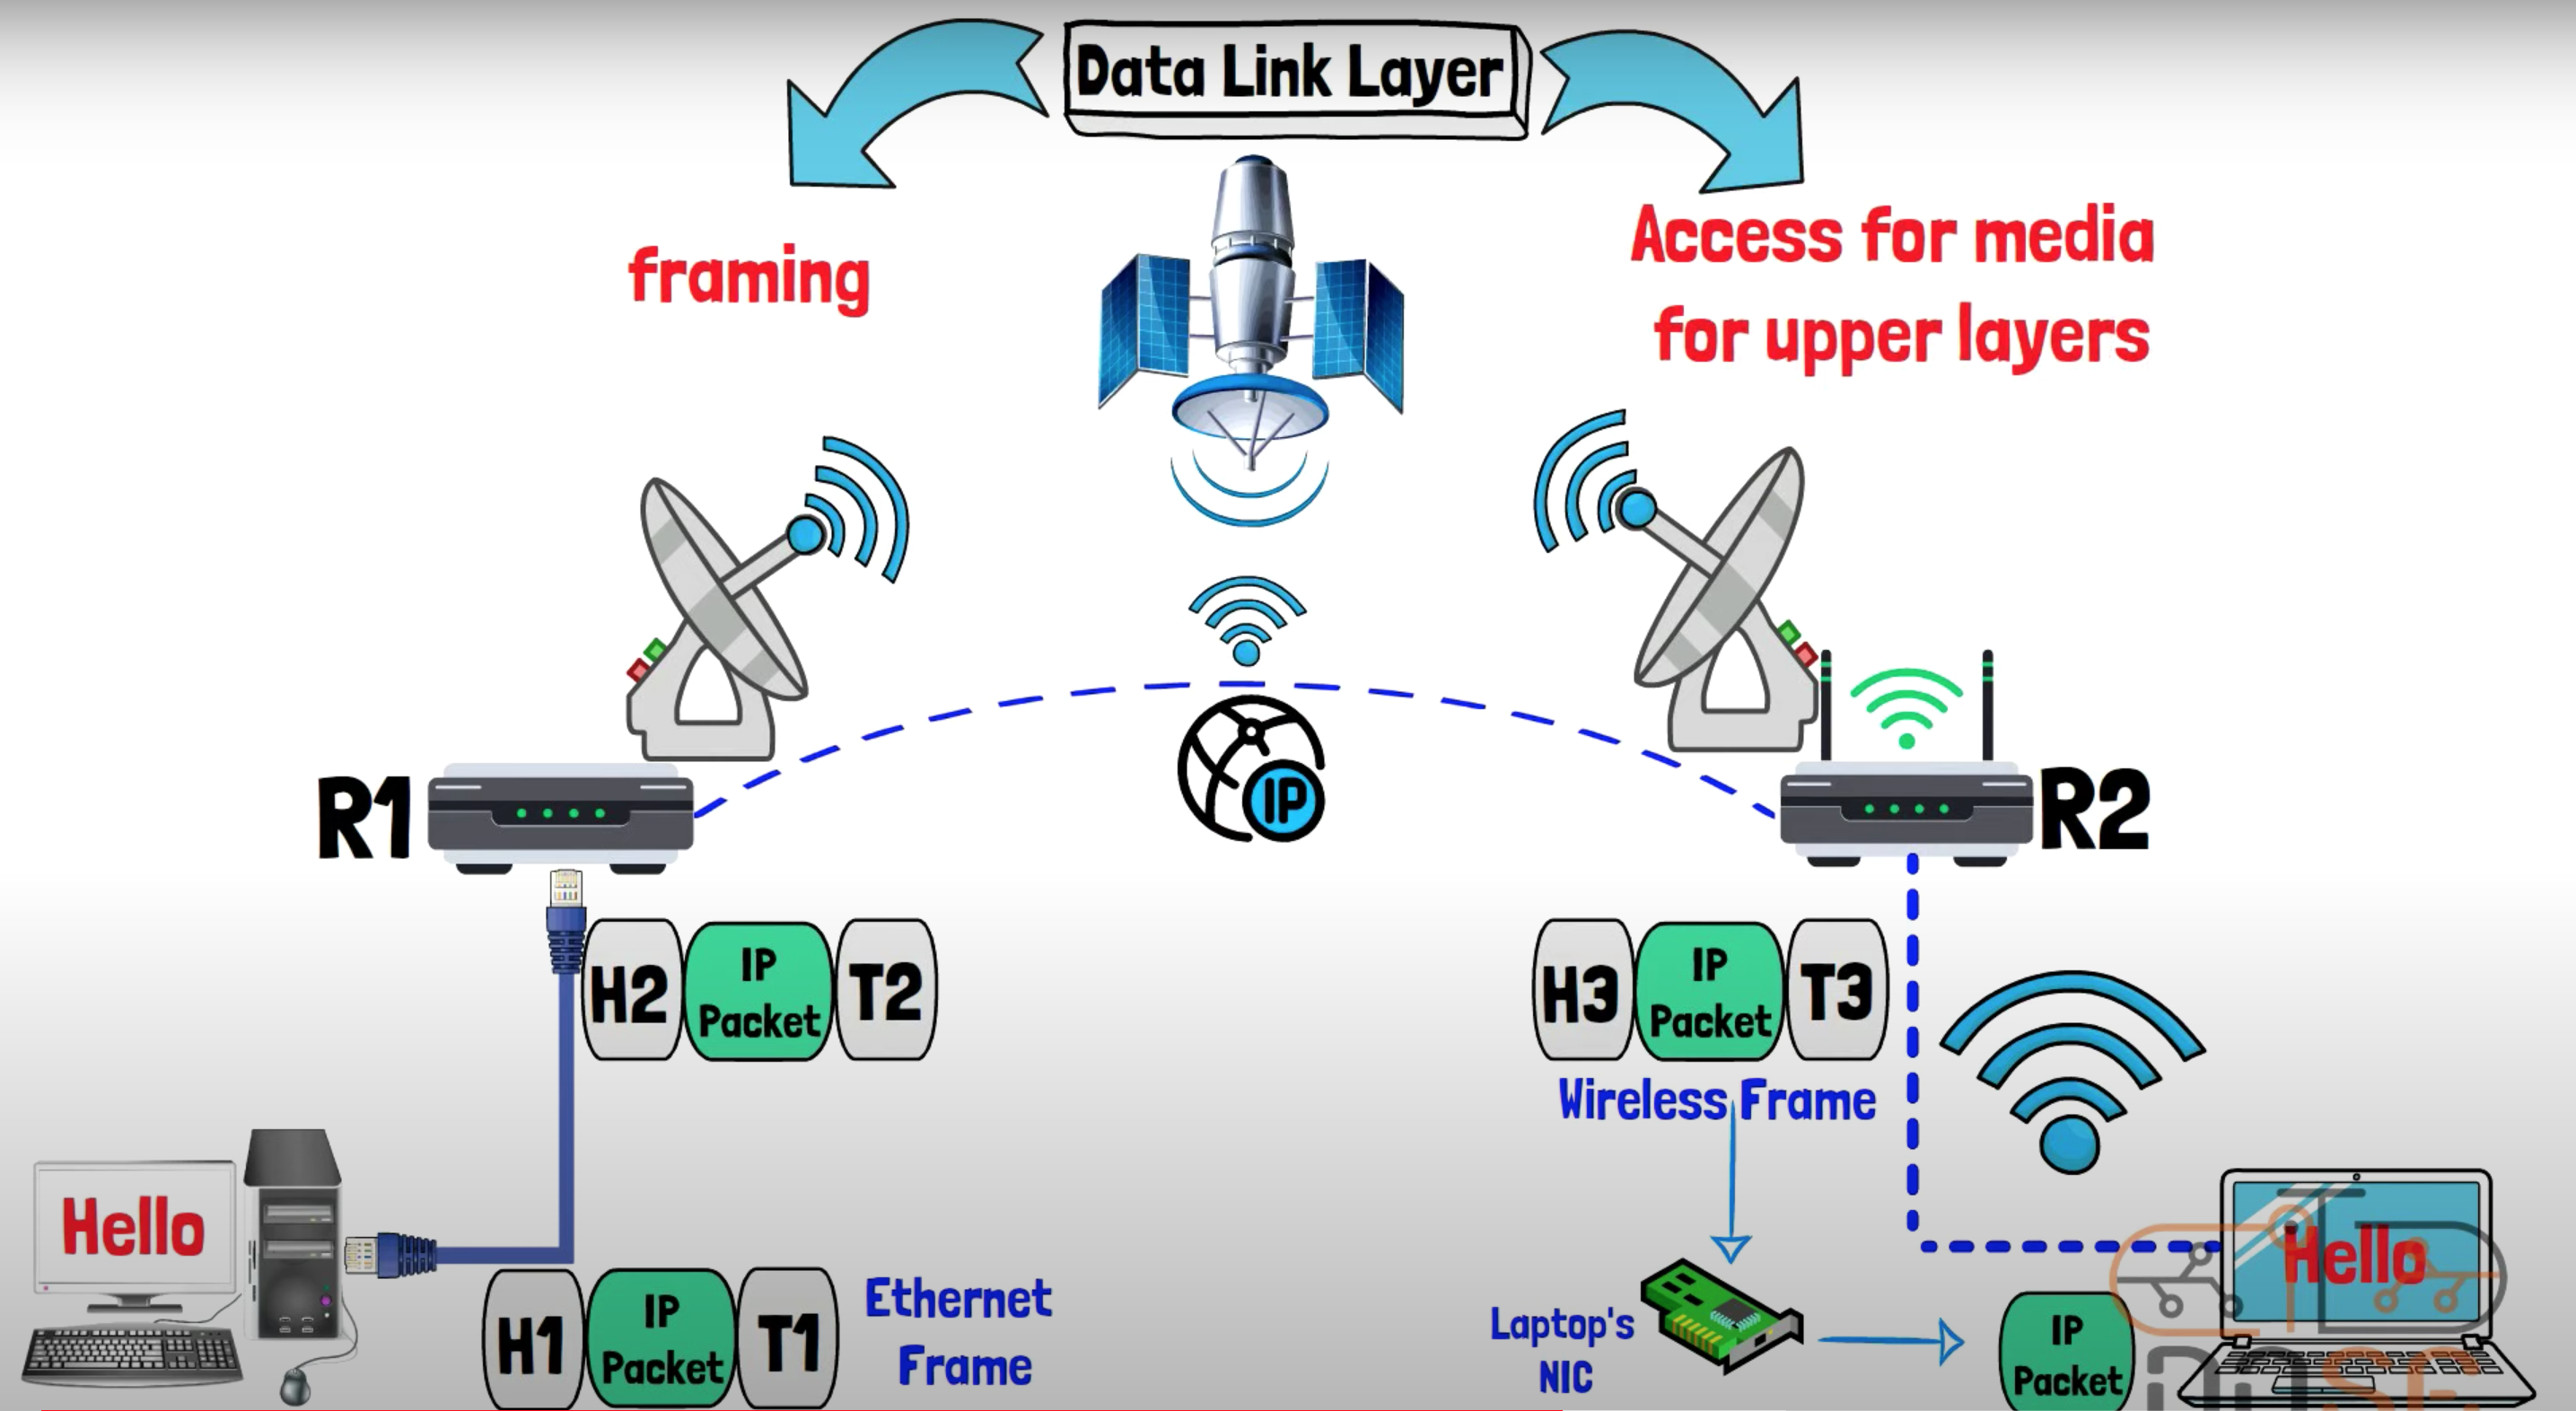 Data Link Layer
framing
Access for media
for upper layers
IP
R1
R2
H2
IP
Packet
T2
H3
IP
Packet
T3
Wireless Frame
Hello
Hello
H1
IP
Packet
T1
Ethernet
Frame
Laptop's
NIC
IP
Packet